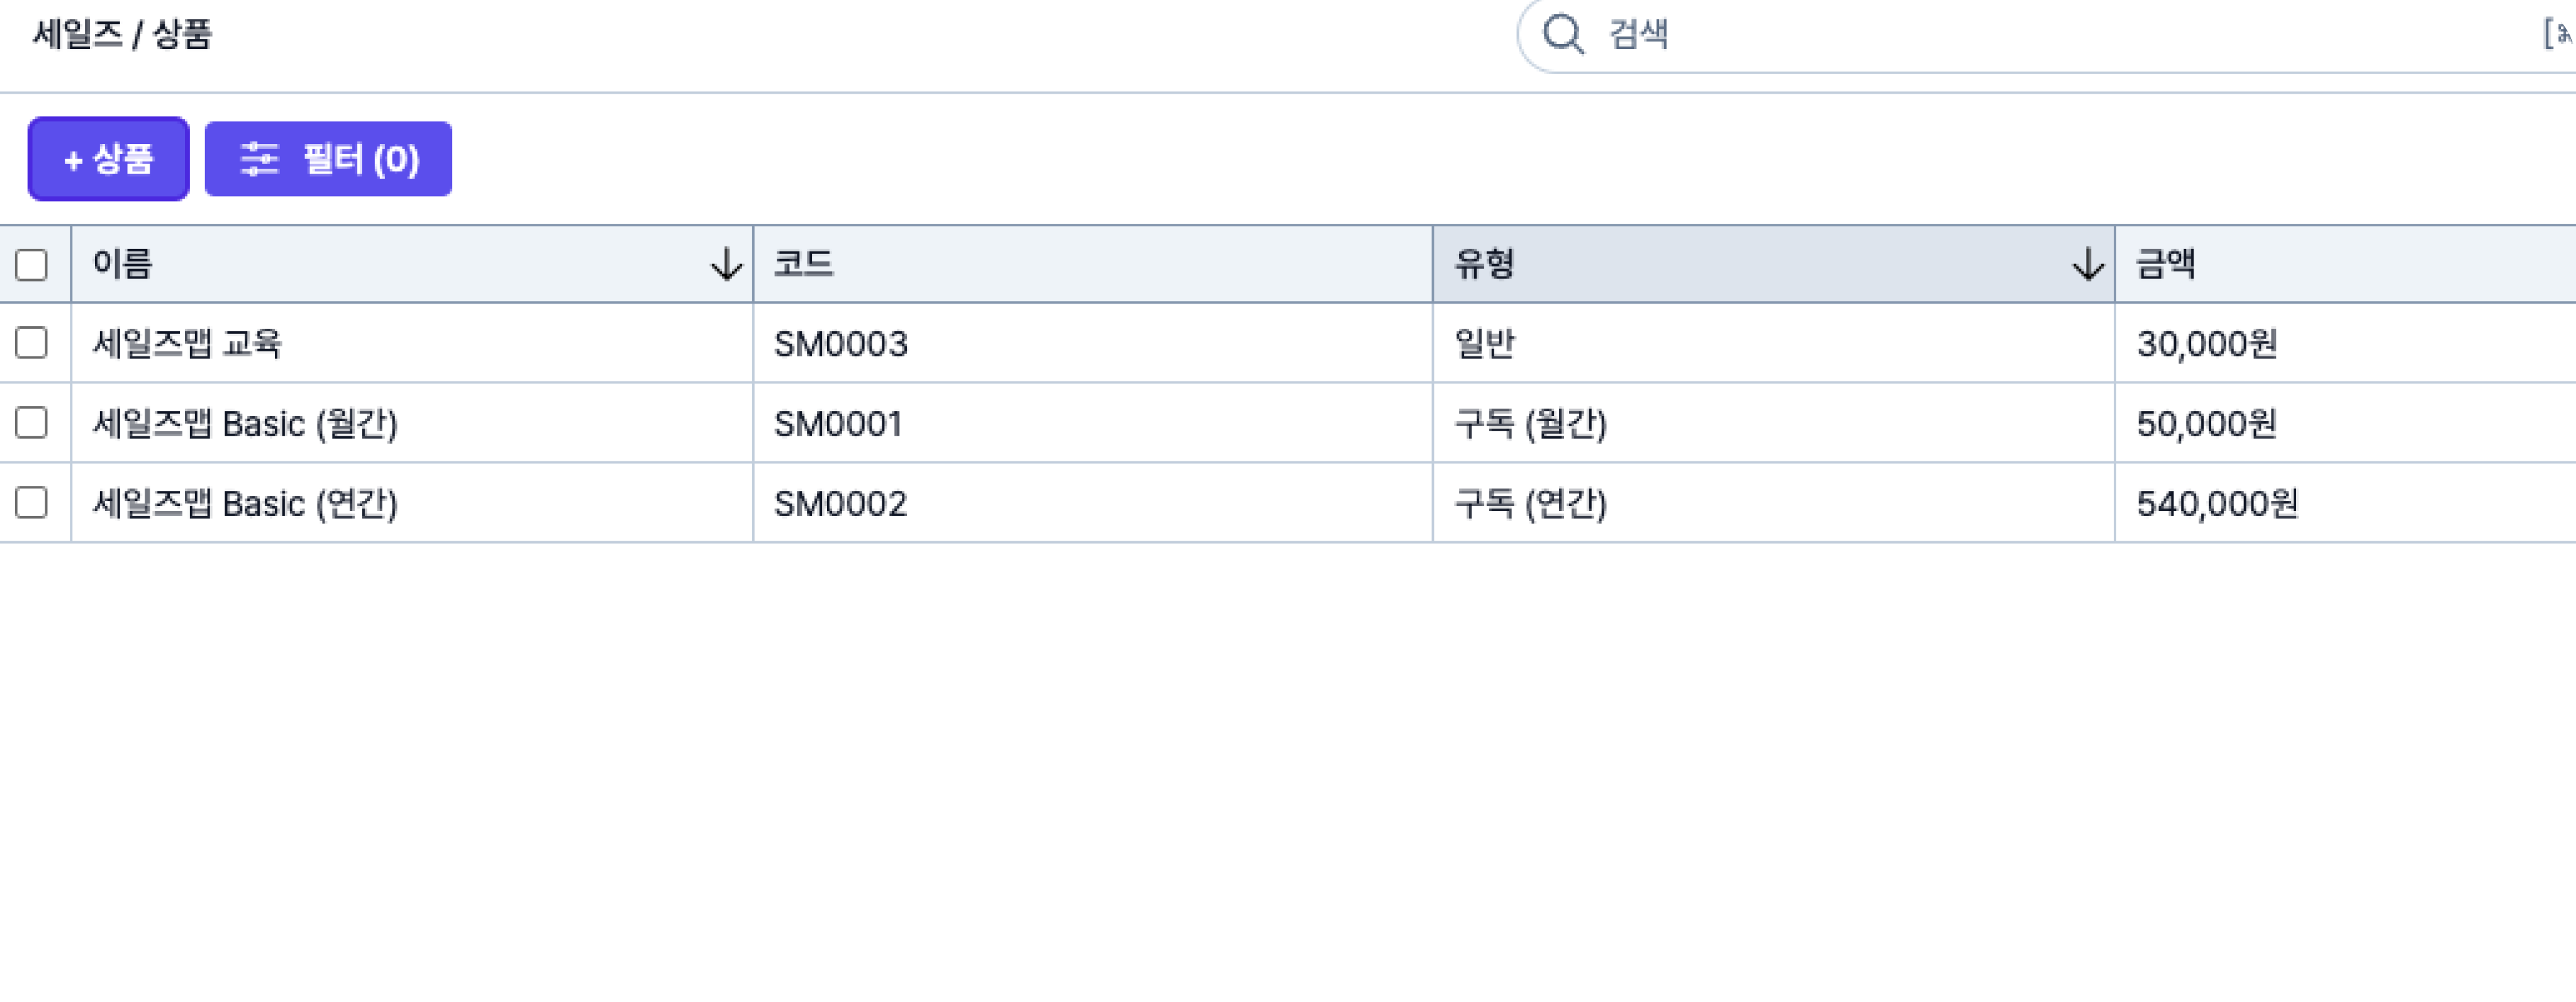 세일즈 / 상품
검색
+ 상품
필터 (0)
이름 코드 유형 금액
세일즈맵 교육 SM0003 일반 30,000원
세일즈맵 Basic (월간) SM0001 구독 (월간) 50,000원
세일즈맵 Basic (연간) SM0002 구독 (연간) 540,000원